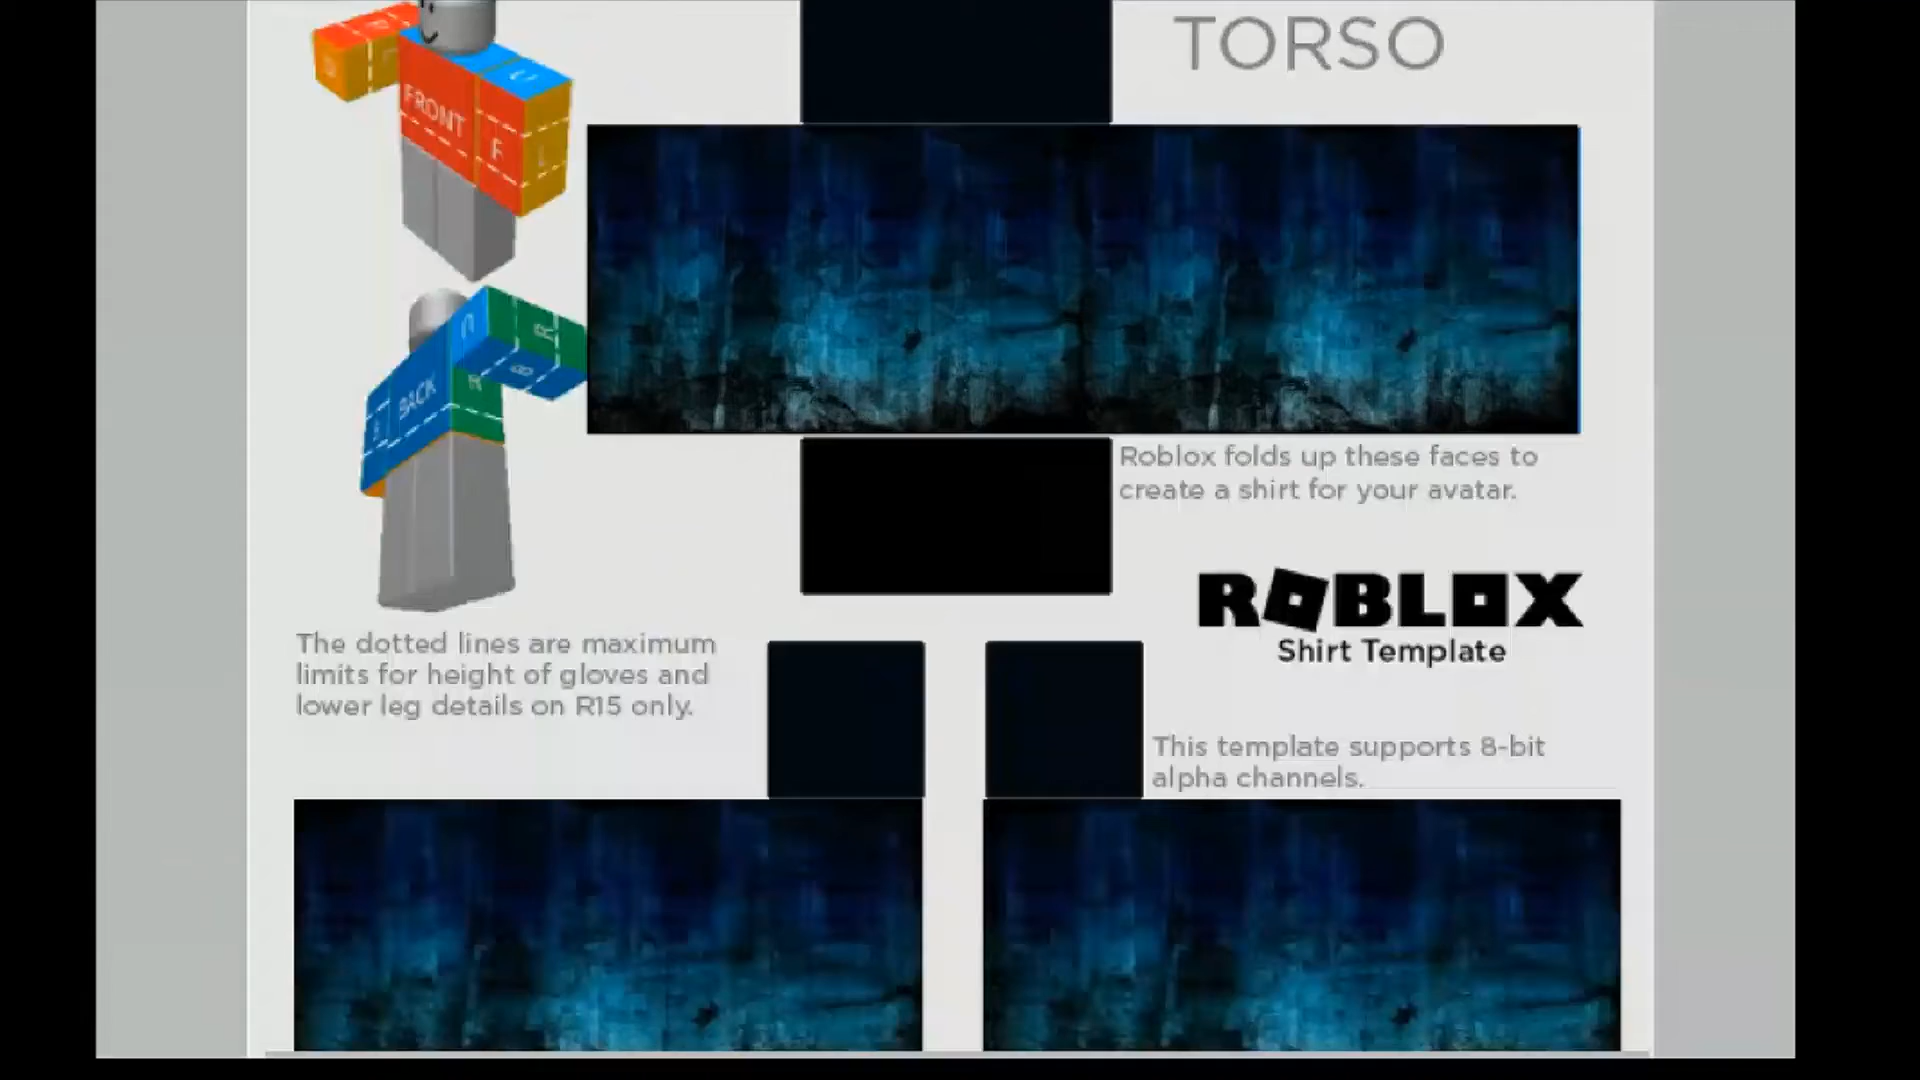 TORSO
FRONT
F
L
U
R
B
BACK
R
Roblox folds up these faces to
create a shirt for your avatar.
ROBLOX
Shirt Template
The dotted lines are maximum
limits for height of gloves and
lower leg details on R15 only.
This template supports 8-bit
alpha channels.